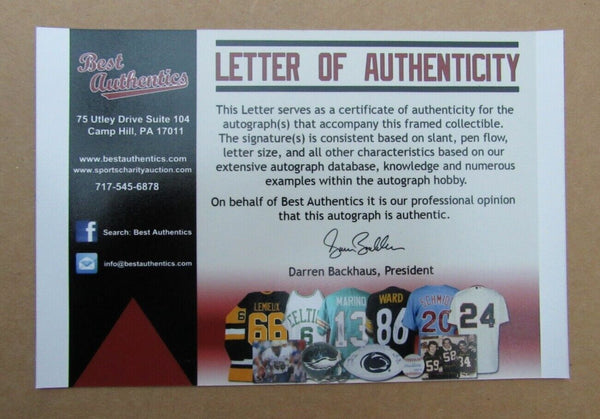 Best
Authentics
75 Utley Drive Suite 104
Camp Hill, PA 17011
www.bestauthentics.com
www.sportscharityauction.com
717-545-6878
f
Search: Best Authentics
info@bestauthentics.com
LETTER OF AUTHENTICITY
This Letter serves as a certificate of authenticity for the
autograph(s) that accompany this framed collectible.
The signature(s) is consistent based on slant, pen flow,
letter size, and all other characteristics based on our
extensive autograph database, knowledge and numerous
examples within the autograph hobby.
On behalf of Best Authentics it is our professional opinion
that this autograph is authentic.
Darren Backhaus, President
LEMIEUX
66
6
CELTICS
6
MARINO
13
WARD
86
SCHMIDT
20
24
59
58
34